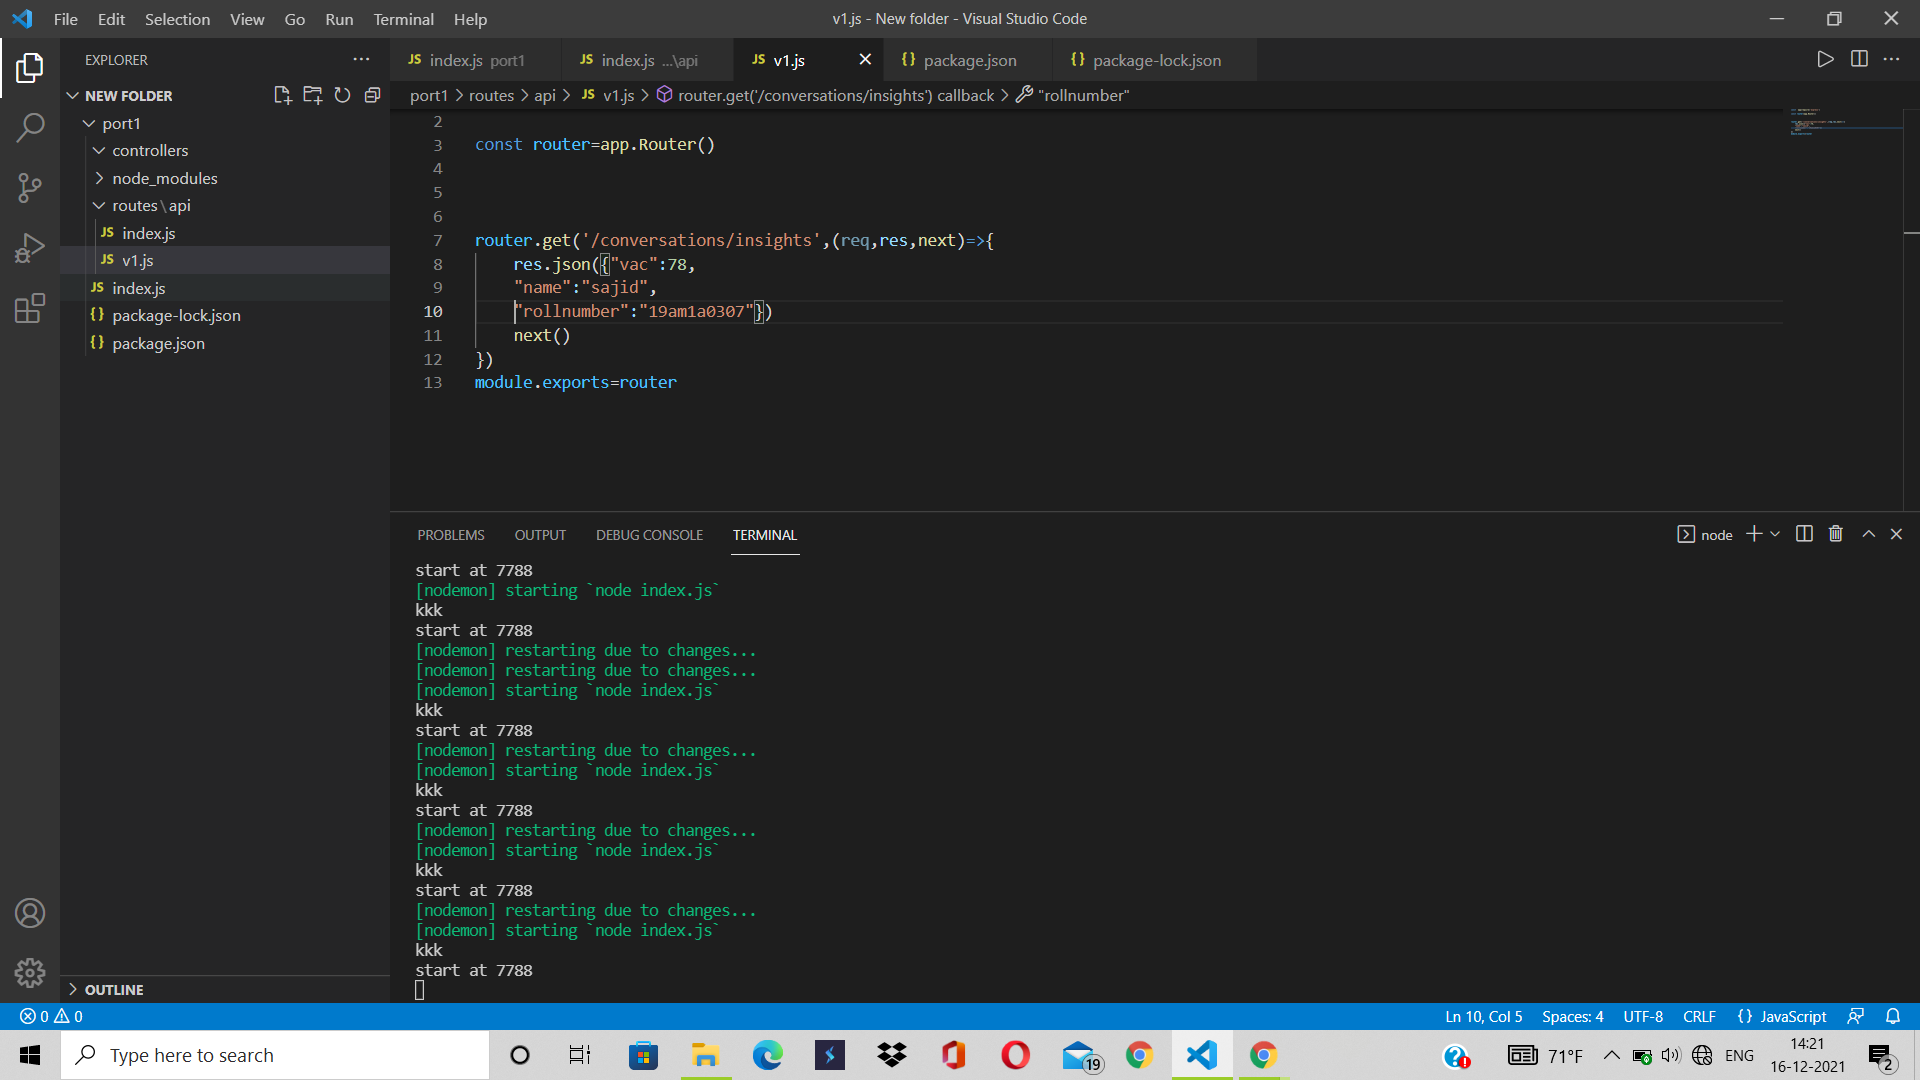 File Edit Selection View Go Run Terminal Help
v1.js - New folder - Visual Studio Code
EXPLORER
NEW FOLDER
port1
controllers
node_modules
routes\api
index.js
v1.js
index.js
package-lock.json
package.json
OUTLINE
index.js port1
index.js ...\api
v1.js
package.json
package-lock.json
port1 > routes > api > JS v1.js > router.get('/conversations/insights') callback > "rollnumber"
2
3 const router=app.Router()
4
5
6
7 router.get('/conversations/insights',(req,res,next)=>{
8 res.json({"vac":78,
9 "name":"sajid",
10 "rollnumber":"19am1a0307"})
11 next()
12 })
13 module.exports=router
PROBLEMS OUTPUT DEBUG CONSOLE TERMINAL
node
start at 7788
[nodemon] starting `node index.js`
kkk
start at 7788
[nodemon] restarting due to changes...
[nodemon] restarting due to changes...
[nodemon] starting `node index.js`
kkk
start at 7788
[nodemon] restarting due to changes...
[nodemon] starting `node index.js`
kkk
start at 7788
[nodemon] restarting due to changes...
[nodemon] starting `node index.js`
kkk
start at 7788
[nodemon] restarting due to changes...
[nodemon] starting `node index.js`
kkk
start at 7788
0 0
Ln 10, Col 5 Spaces: 4 UTF-8 CRLF {} JavaScript
Type here to search
19
71°F
ENG
14:21
16-12-2021
2